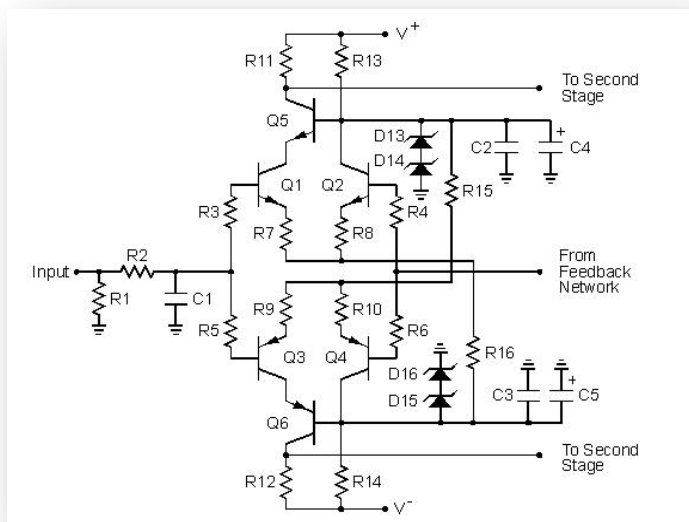 V+
R11
R13
To Second
Stage
Q5
D13
D14
C2
+
C4
Q1
Q2
R15
R3
R4
R7
R8
From
Feedback
Network
R2
Input
R1
C1
R9
R10
R5
R6
Q3
Q4
R16
D16
D15
C3
+
C5
Q6
To Second
Stage
R12
R14
V-